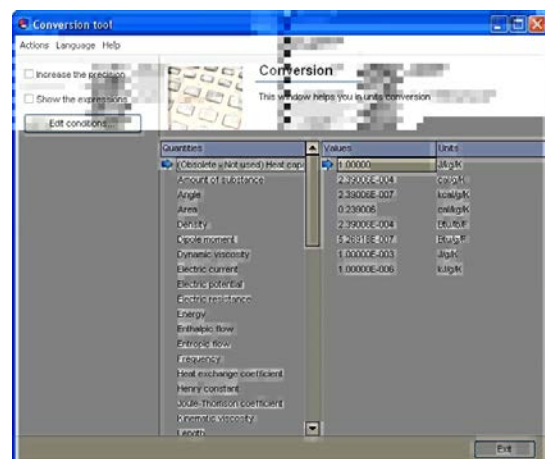 Conversion tool
Actions Language Help
Increase the precision
Show the expressions
Edit conditions...
Conversion
This window helps you in units conversion
Quantities Values Units
(Obsolete - Not used) Heat capa 1.00000 J/kg/K
Amount of substance 2.39006E-004 cal/g/K
Angle 2.39006E-007 kcal/g/K
Area 0.239006 cal/kg/K
Density 2.39006E-004 Btu/lb/F
Dipole moment
Dynamic viscosity 1.00000E-003 J/g/K
Electric current 1.00000E-006 kJ/g/K
Electric potential
Electric resistance
Energy
Enthalpic flow
Entropic flow
Frequency
Heat exchange coefficient
Henry constant
Joule-Thomson coefficient
Kinematic viscosity
Length
Exit